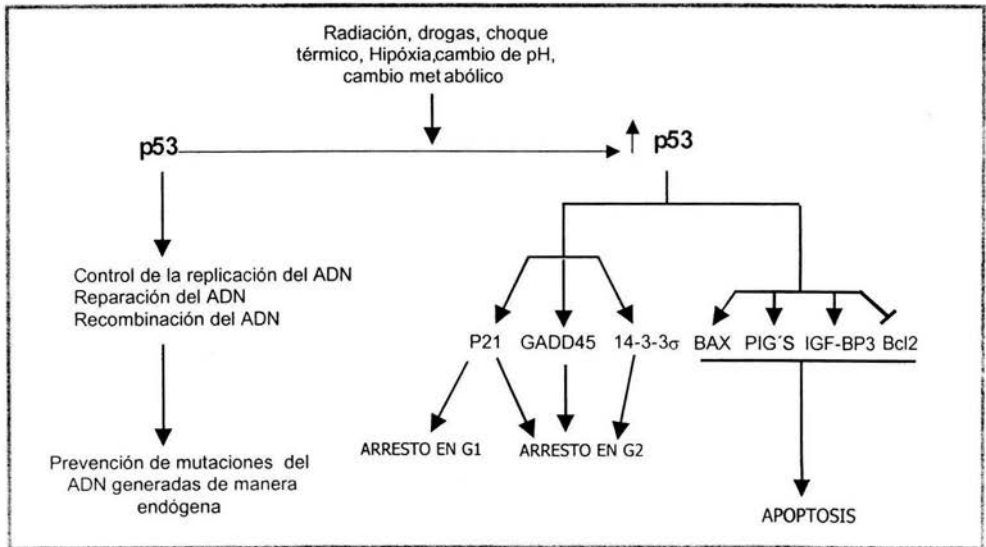 Radiación, drogas, choque
térmico, Hipóxia,cambio de pH,
cambio metabólico
p53
p53
Control de la replicación del ADN
Reparación del ADN
Recombinación del ADN
P21 GADD45 14-3-3σ BAX PIG´S IGF-BP3 Bcl2
ARRESTO EN G1 ARRESTO EN G2
Prevención de mutaciones del
ADN generadas de manera
endógena
APOPTOSIS